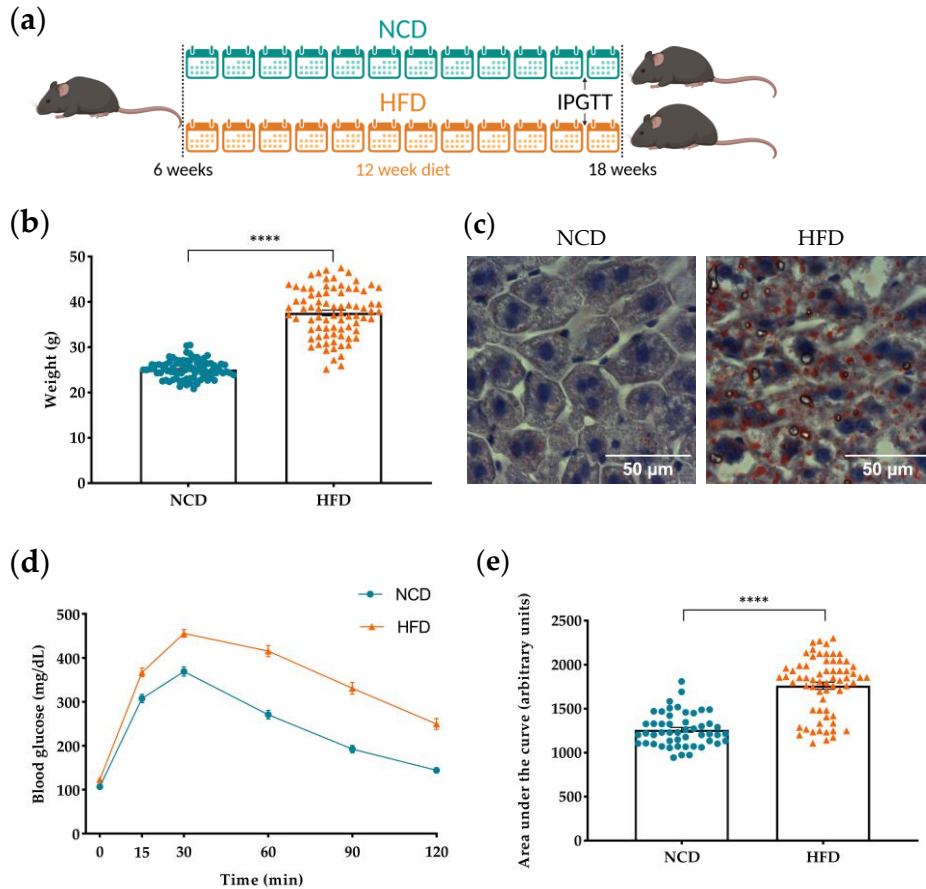 (a)
NCD
HFD
IPGTT
6 weeks
12 week diet
18 weeks
(b)
****
50
40
30
20
10
0
Weight (g)
NCD
HFD
(c)
NCD
HFD
50 µm
50 µm
(d)
NCD
HFD
500
400
300
200
100
0
Blood glucose (mg/dL)
0 15 30 60 90 120
Time (min)
(e)
****
2500
2000
1500
1000
500
0
Area under the curve (arbitrary units)
NCD
HFD